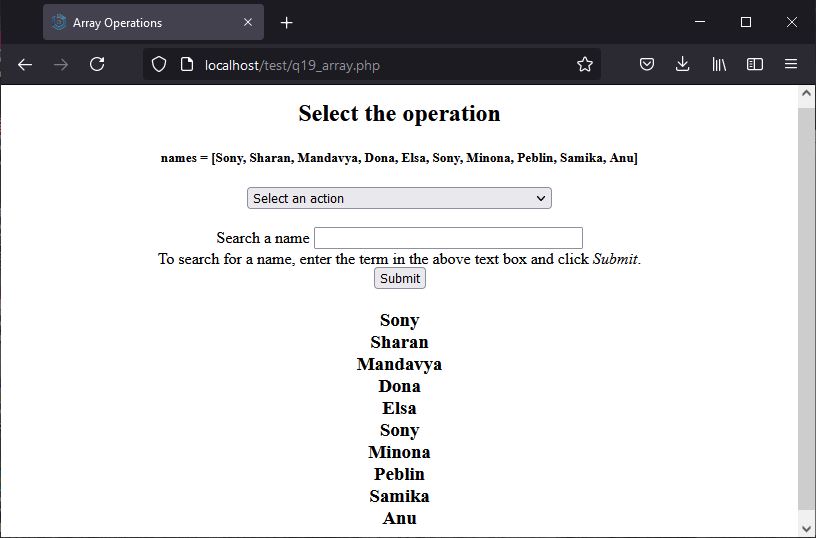 Array Operations
localhost/test/q19_array.php
Select the operation
names = [Sony, Sharan, Mandavya, Dona, Elsa, Sony, Minona, Peblin, Samika, Anu]
Select an action
Search a name
To search for a name, enter the term in the above text box and click Submit.
Submit
Sony
Sharan
Mandavya
Dona
Elsa
Sony
Minona
Peblin
Samika
Anu